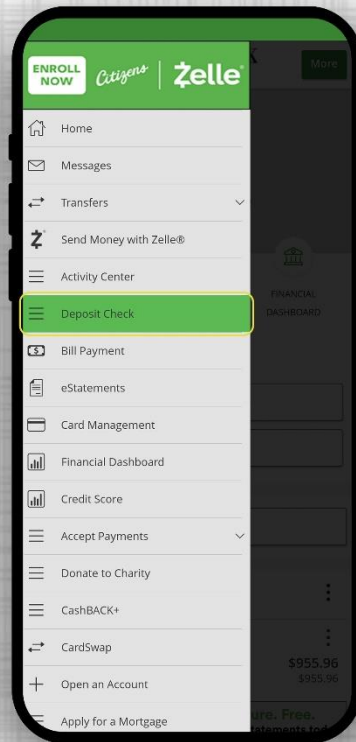 ENROLL
NOW
Citizens | Zelle®
More
Home
Messages
Transfers
Send Money with Zelle®
Activity Center
FINANCIAL
DASHBOARD
Deposit Check
Bill Payment
eStatements
Card Management
Financial Dashboard
Credit Score
Accept Payments
Donate to Charity
CashBACK+
CardSwap
$955.96
$955.96
Open an Account
Apply for a Mortgage
ure. Free.